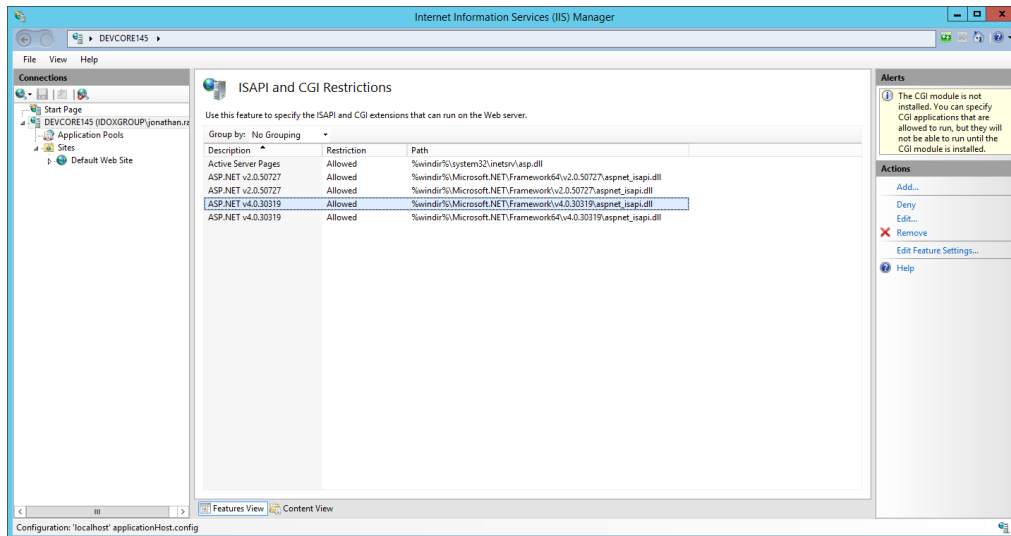 Internet Information Services (IIS) Manager
DEVCORE145
File View Help
Connections
Start Page
DEVCORE145 (IDOXGROUP\jonathan.ra
Application Pools
Sites
Default Web Site
ISAPI and CGI Restrictions
Use this feature to specify the ISAPI and CGI extensions that can run on the Web server.
Group by: No Grouping
Description Restriction Path
Active Server Pages Allowed %windir%\system32\inetsrv\asp.dll
ASP.NET v2.0.50727 Allowed %windir%\Microsoft.NET\Framework64\v2.0.50727\aspnet_isapi.dll
ASP.NET v2.0.50727 Allowed %windir%\Microsoft.NET\Framework\v2.0.50727\aspnet_isapi.dll
ASP.NET v4.0.30319 Allowed %windir%\Microsoft.NET\Framework\v4.0.30319\aspnet_isapi.dll
ASP.NET v4.0.30319 Allowed %windir%\Microsoft.NET\Framework64\v4.0.30319\aspnet_isapi.dll
Features View Content View
Alerts
The CGI module is not
installed. You can specify
CGI applications that are
allowed to run, but they will
not be able to run until the
CGI module is installed.
Actions
Add...
Deny
Edit...
Remove
Edit Feature Settings...
Help
Configuration: 'localhost' applicationHost.config